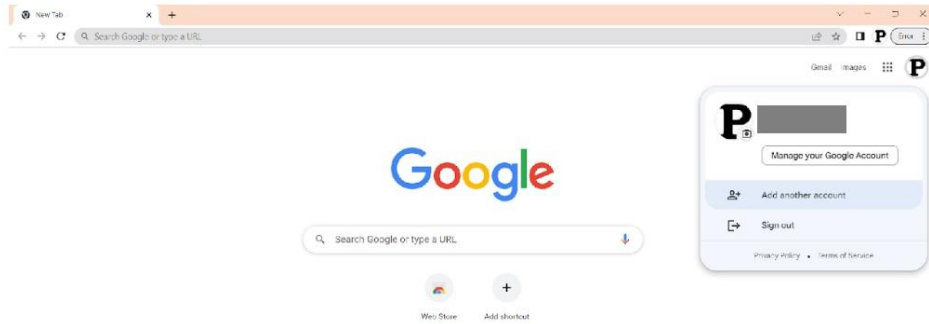 New Tab
Search Google or type a URL
Error
Gmail Images
P
P
P
Manage your Google Account
Google
Add another account
Search Google or type a URL
Sign out
Privacy Policy • Terms of Service
Web Store Add shortcut